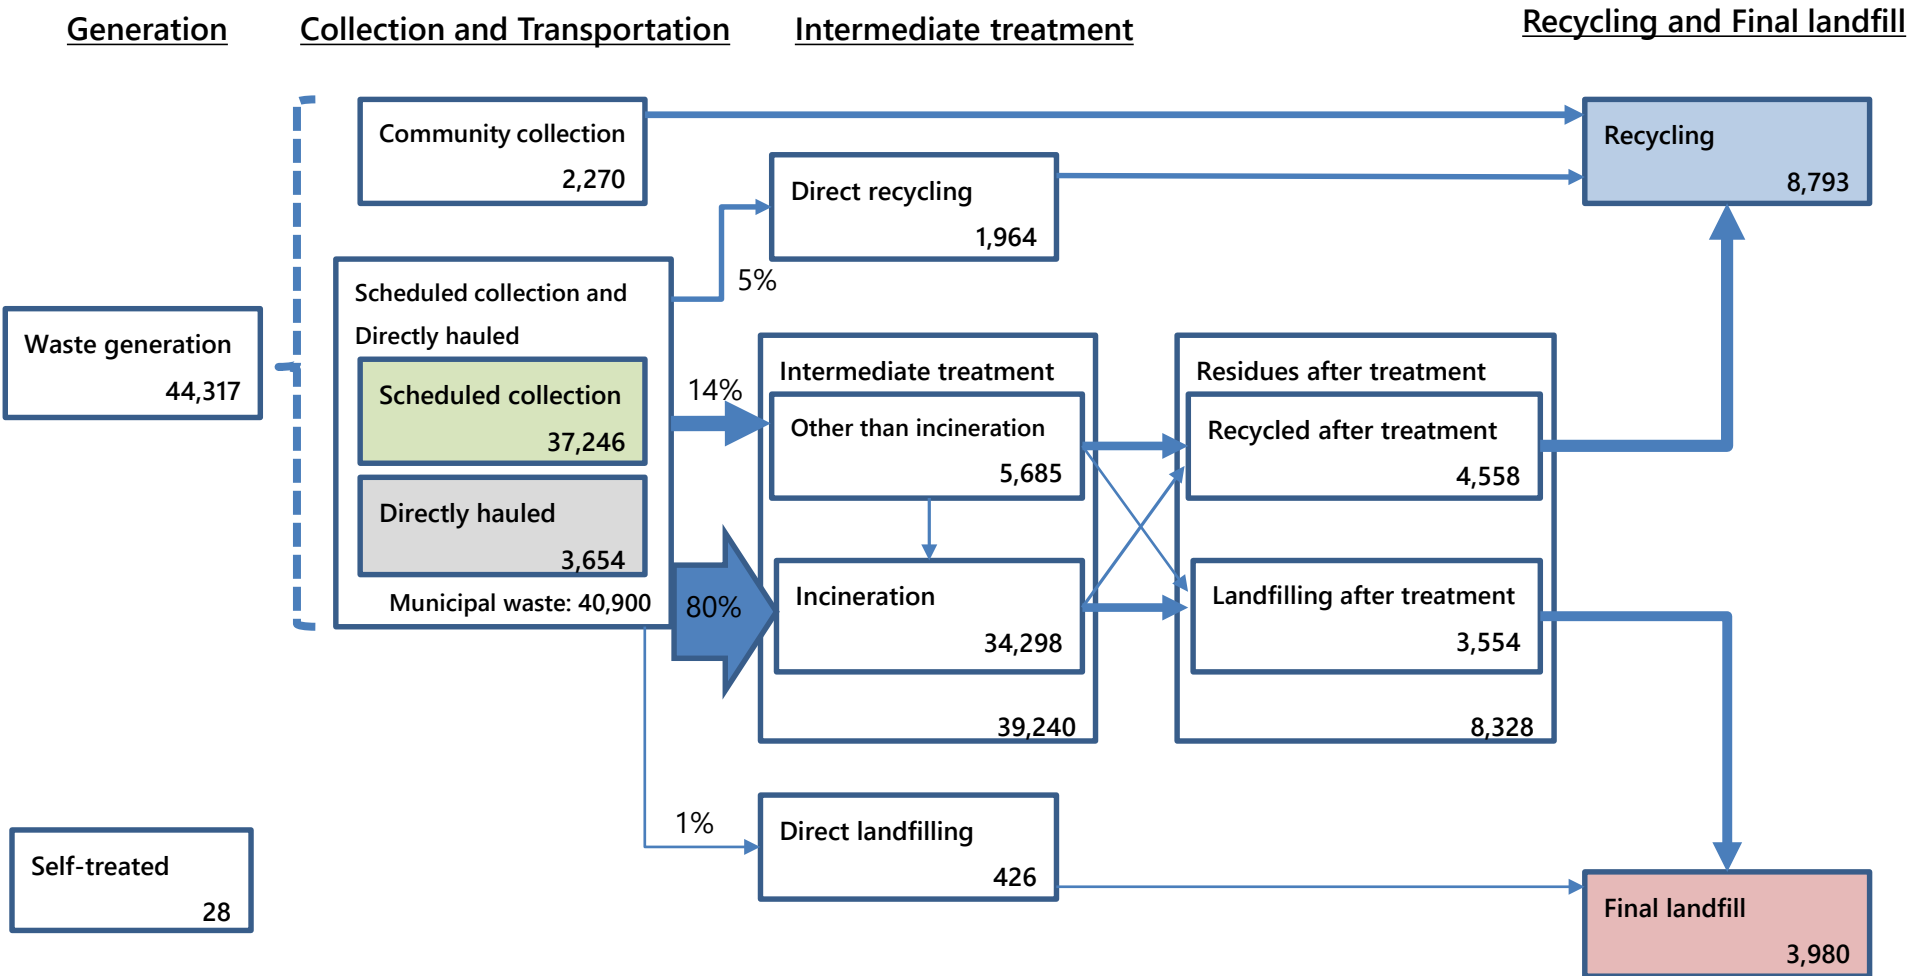 Generation
Collection and Transportation
Intermediate treatment
Recycling and Final landfill
Waste generation
44,317
Self-treated
28
Community collection
2,270
Scheduled collection and
Directly hauled
Scheduled collection
37,246
Directly hauled
3,654
Municipal waste: 40,900
5%
14%
80%
1%
Direct recycling
1,964
Intermediate treatment
Other than incineration
5,685
Incineration
34,298
39,240
Direct landfilling
426
Residues after treatment
Recycled after treatment
4,558
Landfilling after treatment
3,554
8,328
Recycling
8,793
Final landfill
3,980